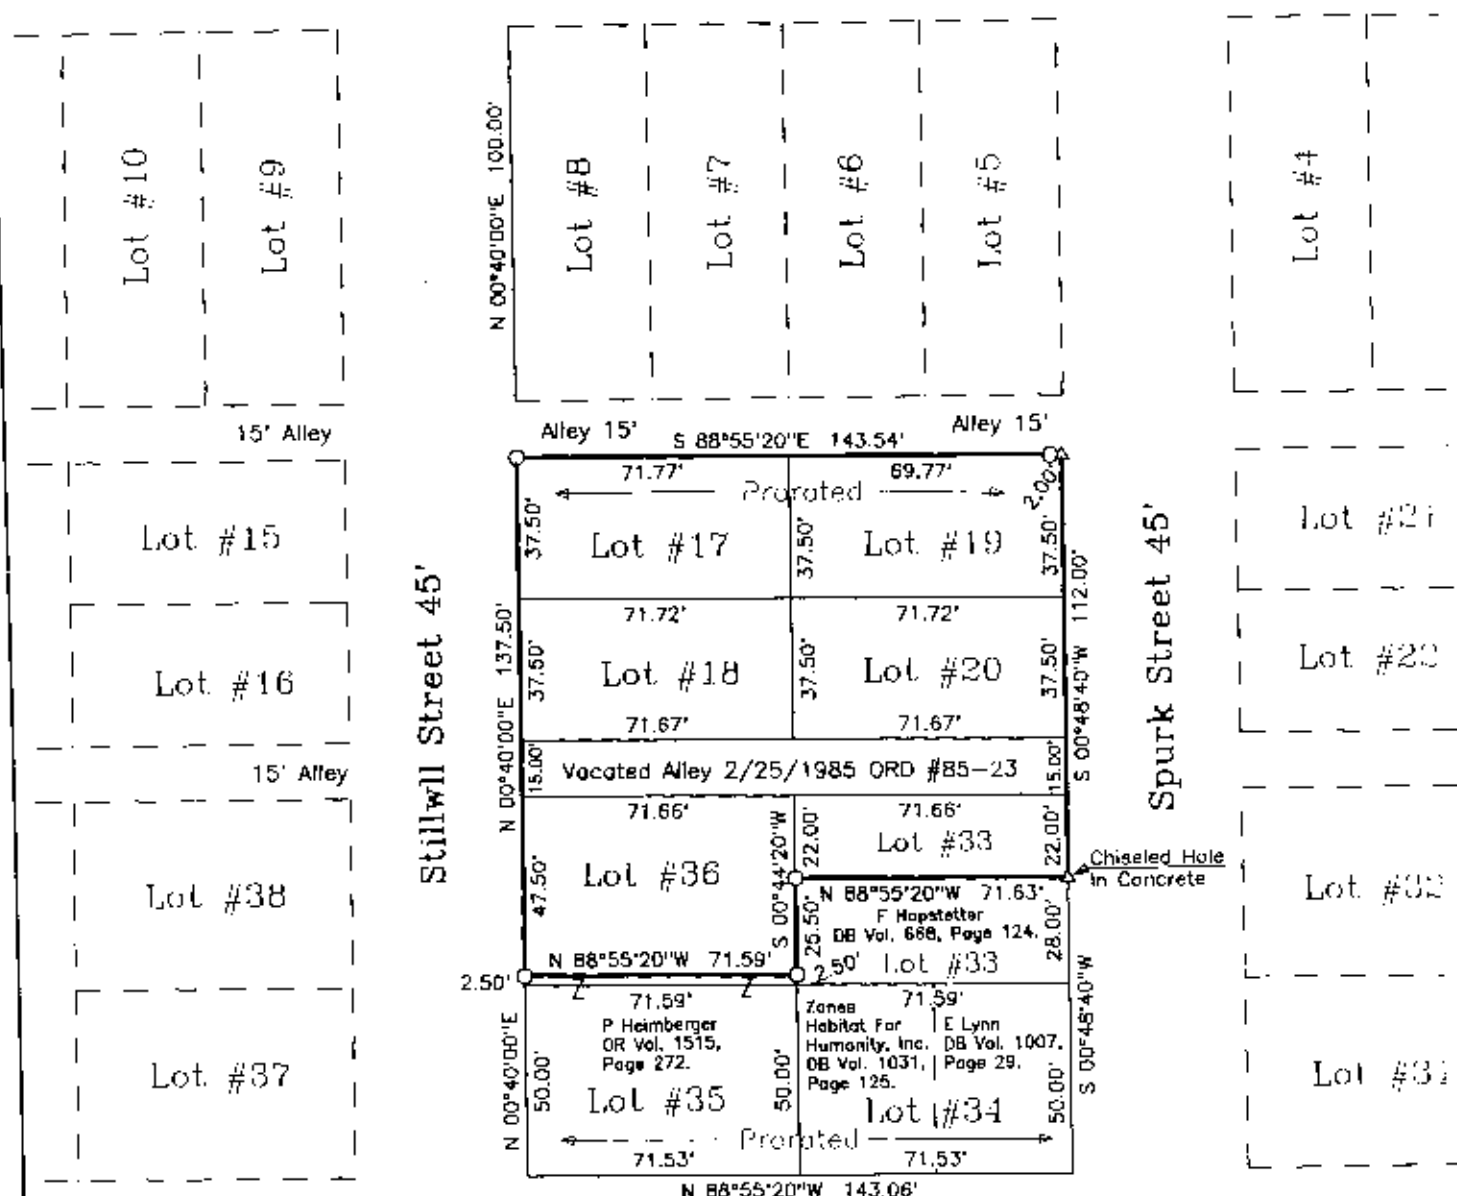 Lot #10
Lot #9
N 00°40'00"E 100.00'
Lot #8
Lot #7
Lot #6
Lot #5
Lot #4
15' Alley
Alley 15'
S 88°55'20"E 143.54'
Alley 15'
71.77'
69.77'
2.00'
Prorated
37.50'
Lot #17
37.50'
Lot #19
37.50'
Lot #15
Lot #21
71.72'
71.72'
Stillwll Street 45'
N 00°40'00"E 137.50'
37.50'
Lot #18
37.50'
Lot #20
37.50'
S 00°48'40"W 112.00'
Spurk Street 45'
Lot #16
Lot #22
71.67'
71.67'
15' Alley
15.00'
Vacated Alley 2/25/1985 ORD #85-23
15.00'
71.66'
71.66'
47.50'
Lot #36
S 00°44'20"W
22.00'
Lot #33
22.00'
Chiseled Hole
In Concrete
Lot #38
N 88°55'20"W 71.63'
F Hapstetter
DB Vol. 668, Page 124.
25.50'
28.00'
Lot #33
N 88°55'20"W 71.59'
2.50'
2.50'
71.59'
71.59'
P Heimberger
OR Vol. 1515,
Page 272.
Zanes
Habitat For
Humanity, Inc.
DB Vol. 1031,
Page 125.
E Lynn
DB Vol. 1007,
Page 29.
S 00°48'40"W
N 00°40'00"E
50.00'
Lot #35
50.00'
Lot #34
50.00'
Lot #37
Prorated
71.53'
71.53'
N 88°55'20"W 143.06'